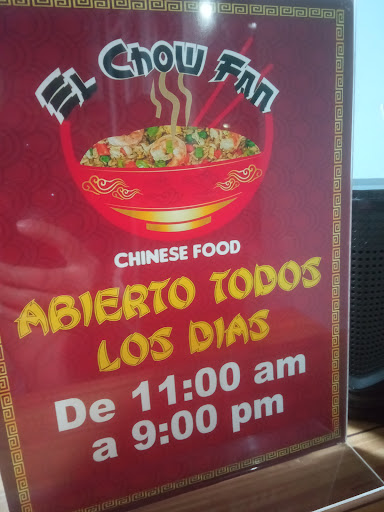 El Chow Fan
CHINESE FOOD
ABIERTO TODOS
LOS DIAS
De 11:00 am
a 9:00 pm